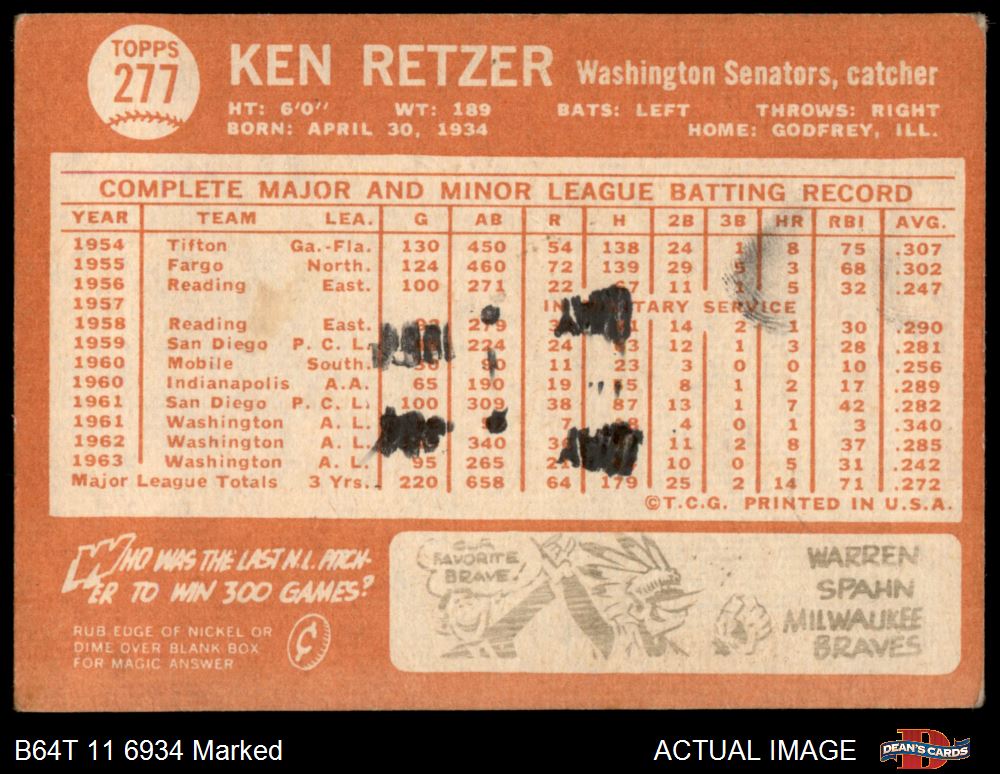 TOPPS
277
KEN RETZER Washington Senators, catcher
HT: 6'0" WT: 189 BATS: LEFT THROWS: RIGHT
BORN: APRIL 30, 1934 HOME: GODFREY, ILL.
COMPLETE MAJOR AND MINOR LEAGUE BATTING RECORD
YEAR TEAM LEA. G AB R H 2B 3B HR RBI AVG.
1954 Tifton Ga.-Fla. 130 450 54 138 24 1 8 75 .307
1955 Fargo North. 124 460 72 139 29 5 3 68 .302
1956 Reading East. 100 271 22 67 11 1 5 32 .247
1957 IN TARY SERVICE
1958 Reading East. 279 14 2 1 30 .290
1959 San Diego P. C. L. 224 24 12 1 3 28 .281
1960 Mobile South. 90 11 23 3 0 0 10 .256
1960 Indianapolis A.A. 65 190 19 8 1 2 17 .289
1961 San Diego P. C. L. 100 309 38 87 13 1 7 42 .282
1961 Washington A. L. 7 4 0 1 3 .340
1962 Washington A. L. 340 11 2 8 37 .285
1963 Washington A. L. 95 265 10 0 5 31 .242
Major League Totals 3 Yrs. 220 658 64 179 25 2 14 71 .272
©T.C.G. PRINTED IN U.S.A.
WHO WAS THE LAST N.L. PITCH-
ER TO WIN 300 GAMES?
RUB EDGE OF NICKEL OR
DIME OVER BLANK BOX
FOR MAGIC ANSWER
¢
OUR
FAVORITE
BRAVE!
WARREN
SPAHN
MILWAUKEE
BRAVES
B64T 11 6934 Marked ACTUAL IMAGE
DEAN'S CARDS